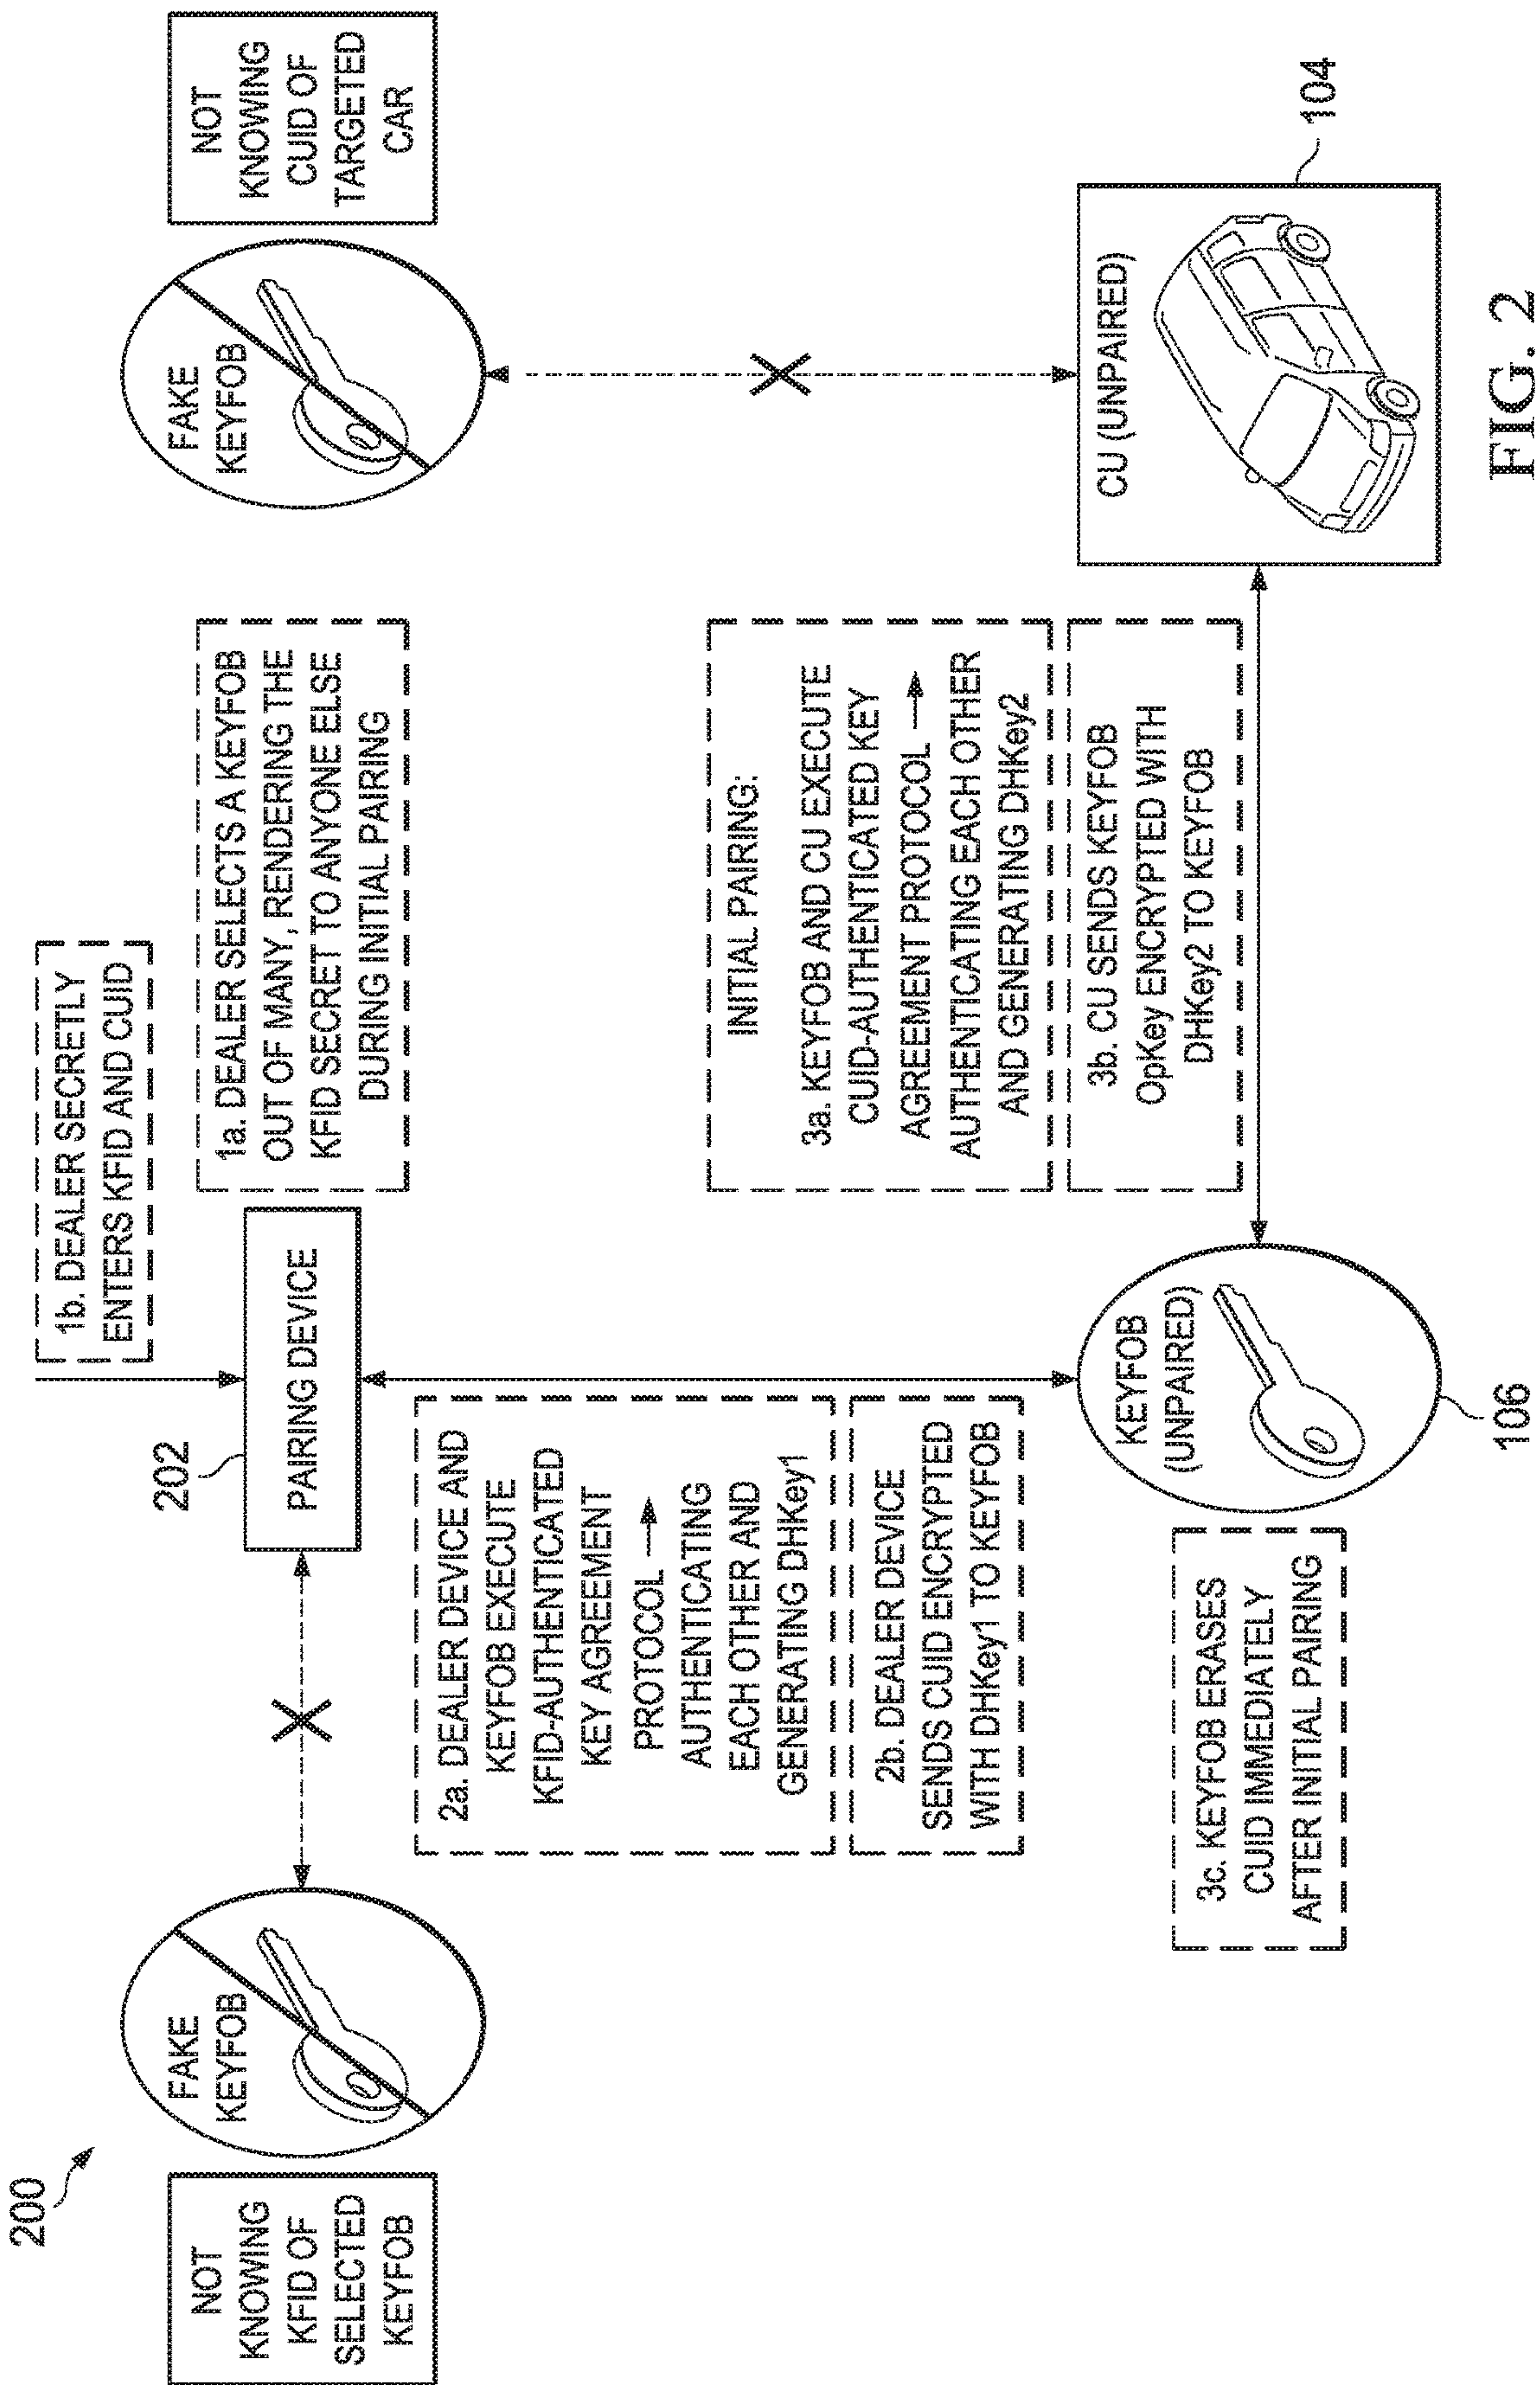 200
NOT
KNOWING
KFID OF
SELECTED
KEYFOB
FAKE
KEYFOB
202
PAIRING DEVICE
1b. DEALER SECRETLY
ENTERS KFID AND CUID
1a. DEALER SELECTS A KEYFOB
OUT OF MANY, RENDERING THE
KFID SECRET TO ANYONE ELSE
DURING INITIAL PAIRING
FAKE
KEYFOB
NOT
KNOWING
CUID OF
TARGETED
CAR
2a. DEALER DEVICE AND
KEYFOB EXECUTE
KFID-AUTHENTICATED
KEY AGREEMENT
PROTOCOL →
AUTHENTICATING
EACH OTHER AND
GENERATING DHKey1
2b. DEALER DEVICE
SENDS CUID ENCRYPTED
WITH DHKey1 TO KEYFOB
INITIAL PAIRING:
3a. KEYFOB AND CU EXECUTE
CUID-AUTHENTICATED KEY
AGREEMENT PROTOCOL →
AUTHENTICATING EACH OTHER
AND GENERATING DHKey2
3b. CU SENDS KEYFOB
OpKey ENCRYPTED WITH
DHKey2 TO KEYFOB
3c. KEYFOB ERASES
CUID IMMEDIATELY
AFTER INITIAL PAIRING
KEYFOB
(UNPAIRED)
106
CU (UNPAIRED)
104
FIG. 2